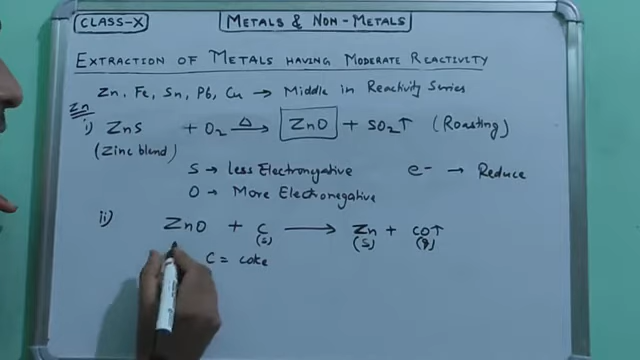 CLASS-X
METALS & NON-METALS
EXTRACTION OF METALS HAVING MODERATE REACTIVITY
Zn, Fe, Sn, Pb, Cu → Middle in Reactivity Series
Zn
i) ZnS + O₂ —Δ→ ZnO + SO₂↑ (Roasting)
(Zinc blend)
S → less Electronegative e- → Reduce
O → More Electronegative
ii) ZnO + C → Zn + CO↑
(s) (s) (g)
C = coke